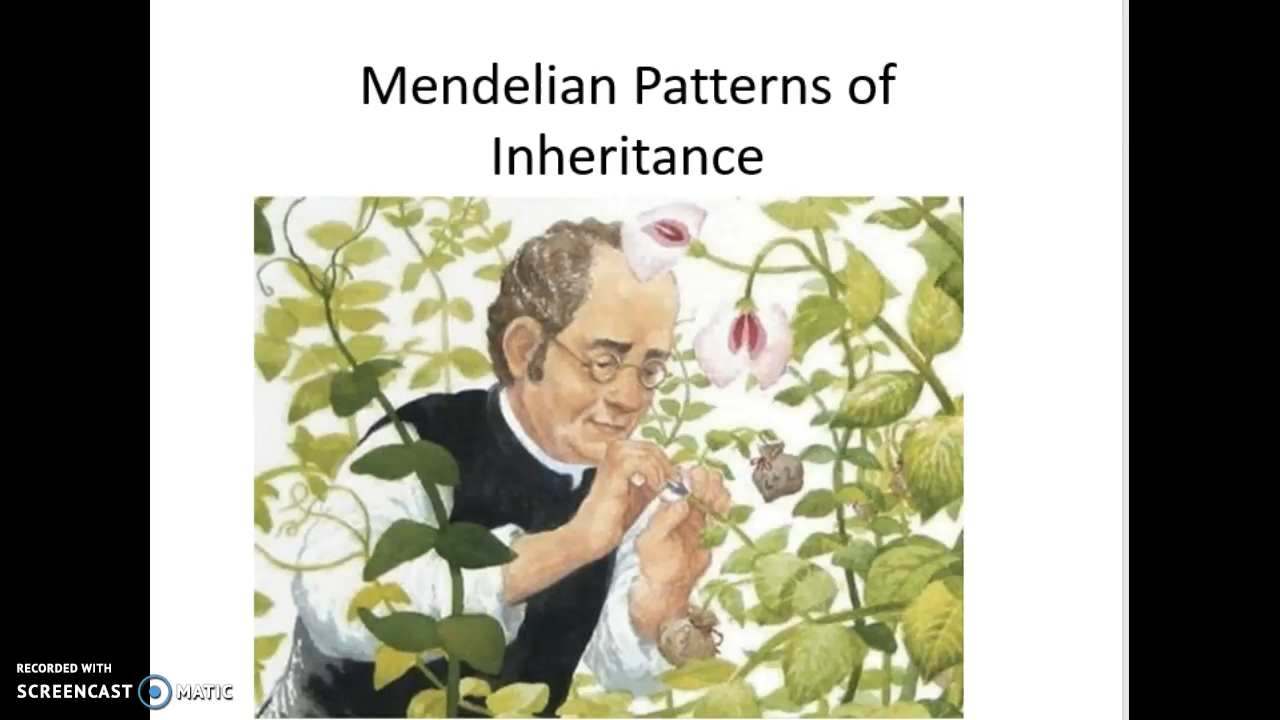 Mendelian Patterns of
Inheritance
RECORDED WITH
SCREENCAST MATIC